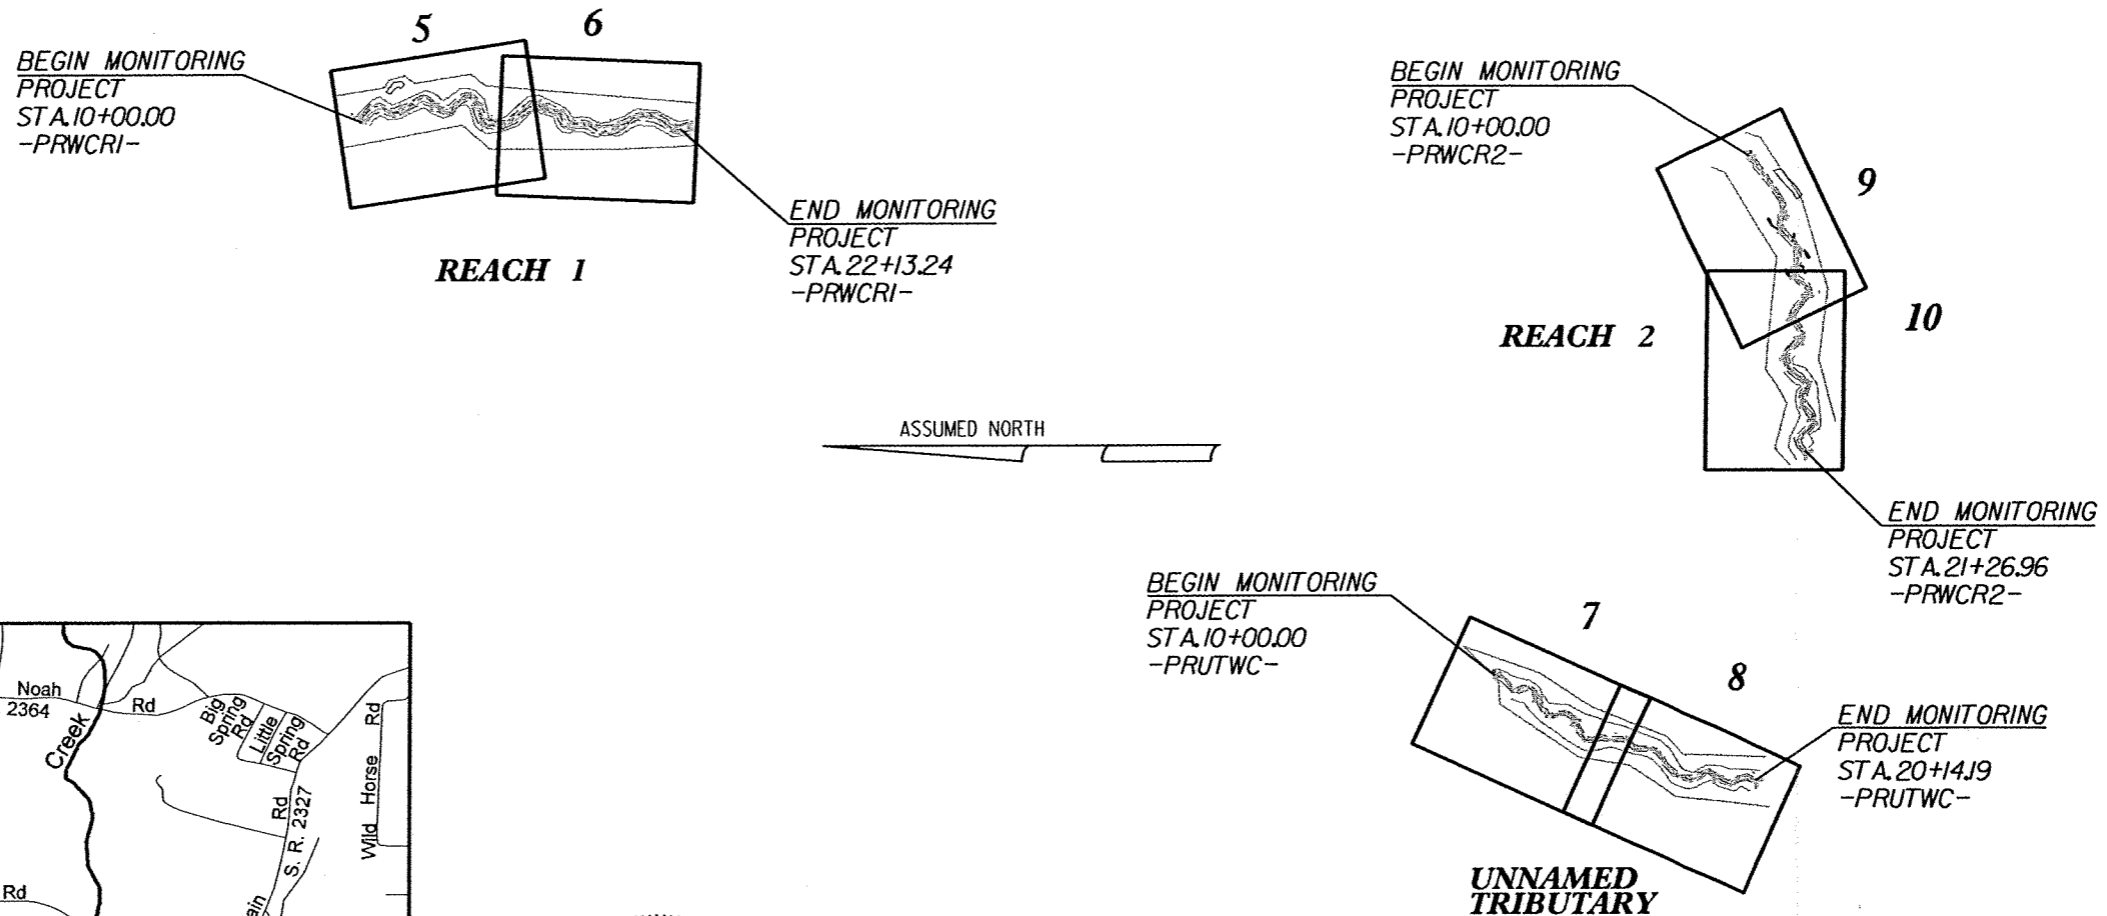 5
6
BEGIN MONITORING
PROJECT
STA.10+00.00
-PRWCR1-
END MONITORING
PROJECT
STA.22+13.24
-PRWCR1-
REACH 1
BEGIN MONITORING
PROJECT
STA.10+00.00
-PRWCR2-
9
10
REACH 2
END MONITORING
PROJECT
STA.21+26.96
-PRWCR2-
ASSUMED NORTH
BEGIN MONITORING
PROJECT
STA.10+00.00
-PRUTWC-
7
8
END MONITORING
PROJECT
STA.20+14.19
-PRUTWC-
UNNAMED
TRIBUTARY
Noah
2364
Rd
Creek
Big
Spring
Rd
Little
Spring
Rd
Wild Horse Rd
Rd
S. R. 2327
Rd